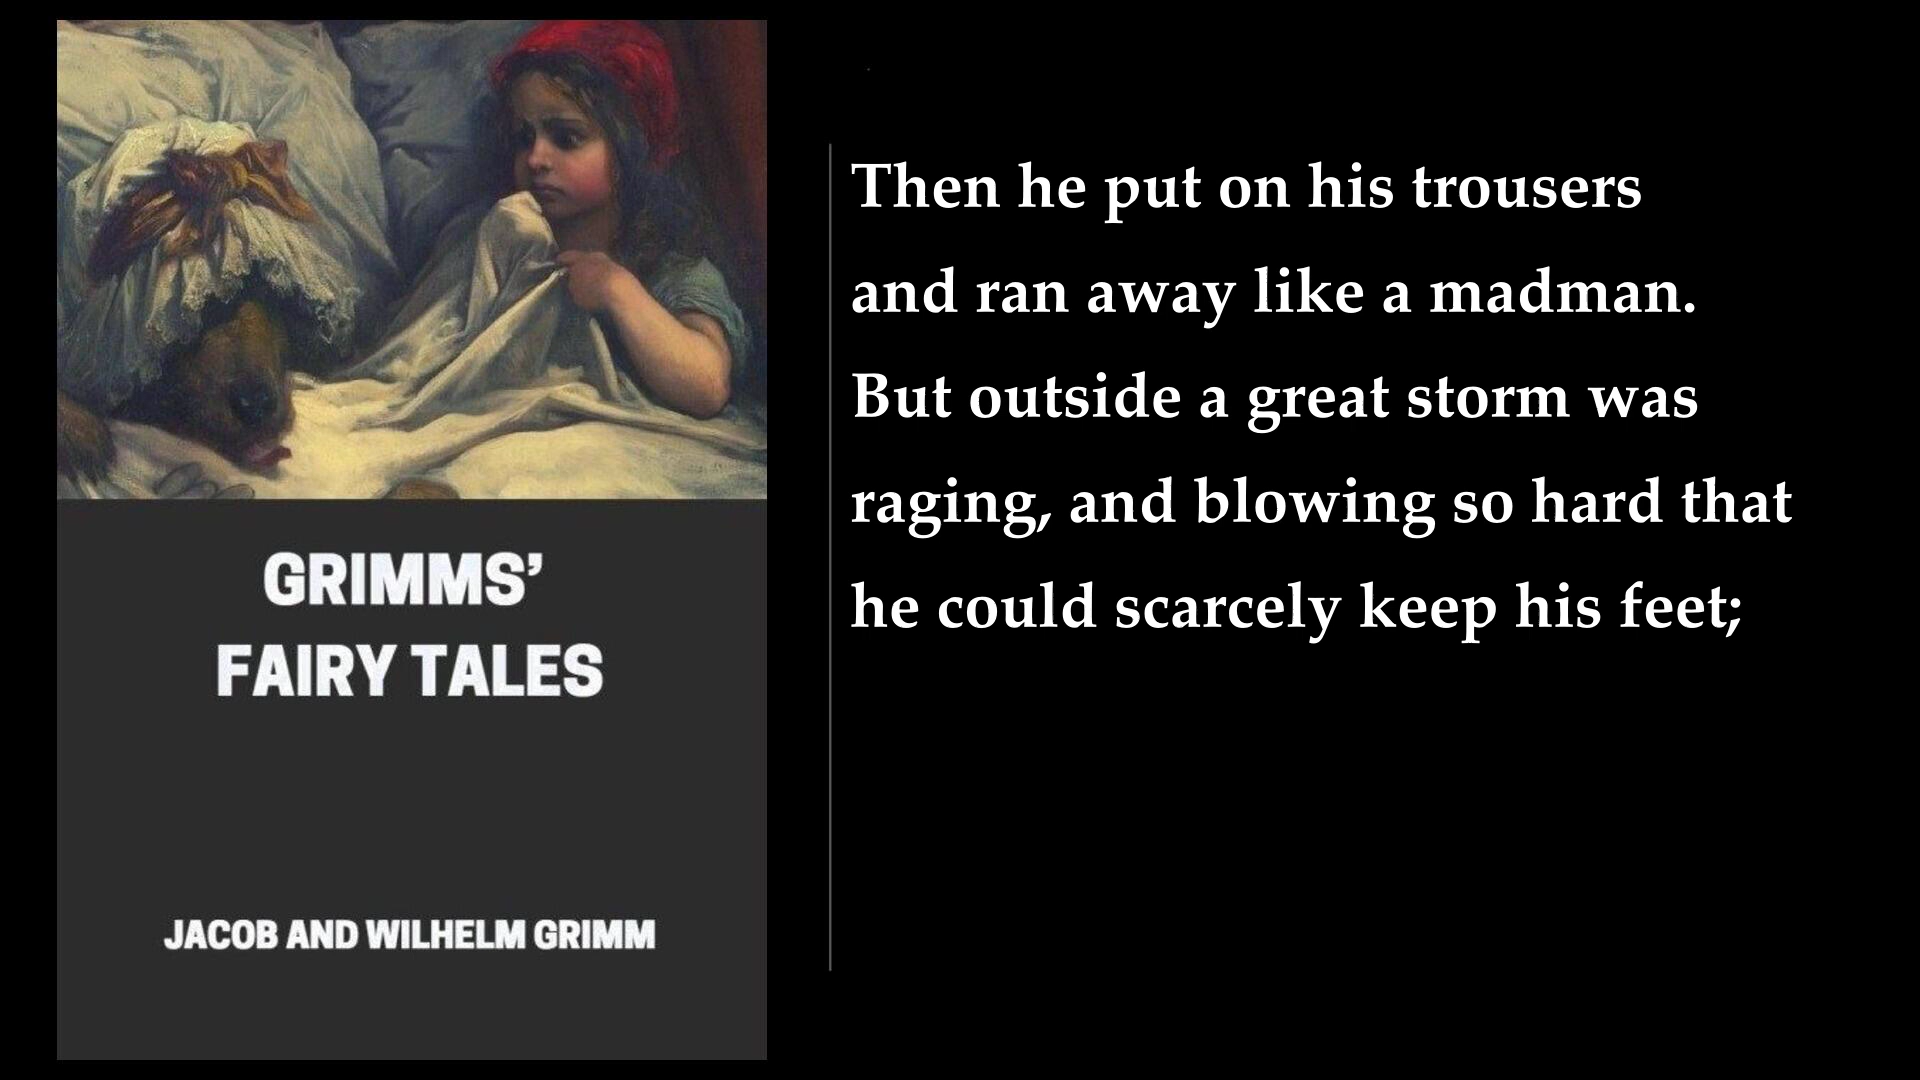 GRIMMS’
FAIRY TALES
JACOB AND WILHELM GRIMM
Then he put on his trousers
and ran away like a madman.
But outside a great storm was
raging, and blowing so hard that
he could scarcely keep his feet;